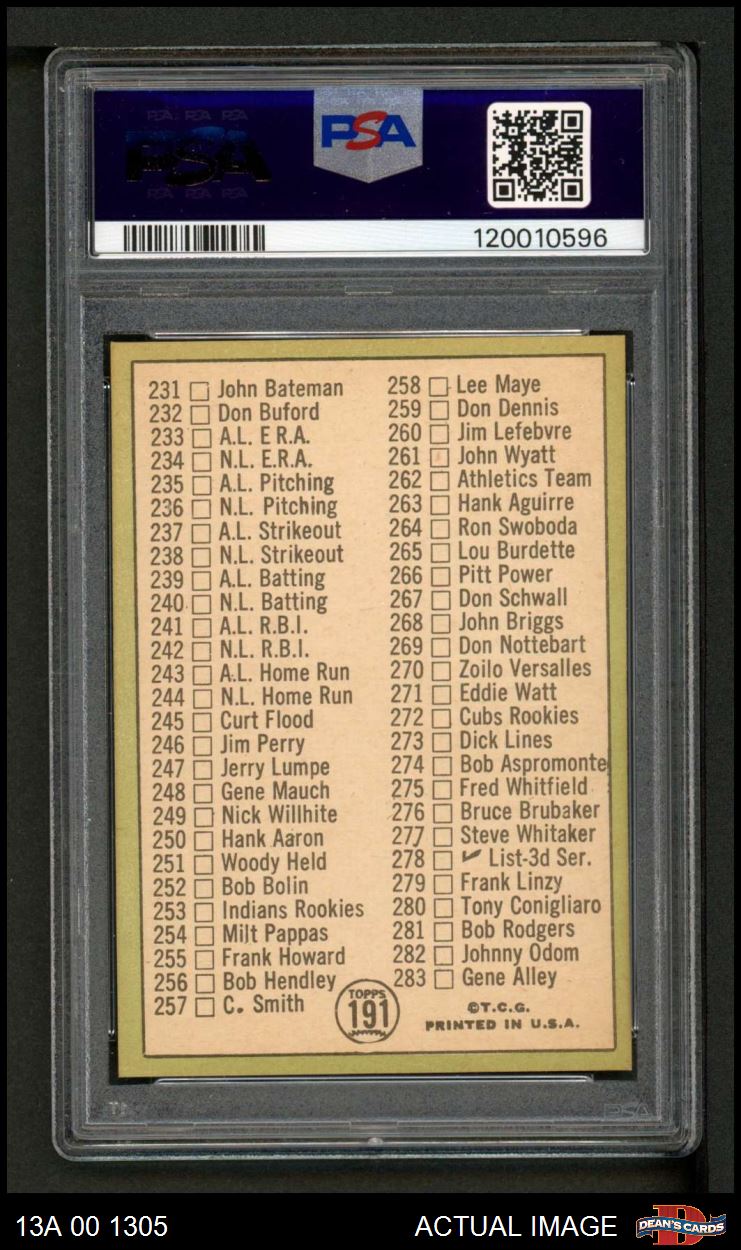 PSA PSA PSA
PSA
PSA PSA PSA
PSA
120010596
231 John Bateman
232 Don Buford
233 A.L. E R.A.
234 N.L. E.R.A.
235 A.L. Pitching
236 N.L. Pitching
237 A.L. Strikeout
238 N.L. Strikeout
239 A.L. Batting
240 N.L. Batting
241 A.L. R.B.I.
242 N.L. R.B.I.
243 A.L. Home Run
244 N.L. Home Run
245 Curt Flood
246 Jim Perry
247 Jerry Lumpe
248 Gene Mauch
249 Nick Willhite
250 Hank Aaron
251 Woody Held
252 Bob Bolin
253 Indians Rookies
254 Milt Pappas
255 Frank Howard
256 Bob Hendley
257 C. Smith
258 Lee Maye
259 Don Dennis
260 Jim Lefebvre
261 John Wyatt
262 Athletics Team
263 Hank Aguirre
264 Ron Swoboda
265 Lou Burdette
266 Pitt Power
267 Don Schwall
268 John Briggs
269 Don Nottebart
270 Zoilo Versalles
271 Eddie Watt
272 Cubs Rookies
273 Dick Lines
274 Bob Aspromonte
275 Fred Whitfield
276 Bruce Brubaker
277 Steve Whitaker
278 ✔ List-3d Ser.
279 Frank Linzy
280 Tony Conigliaro
281 Bob Rodgers
282 Johnny Odom
283 Gene Alley
TOPPS
191
©T.C.G.
PRINTED IN U.S.A.
PSA
13A 00 1305
ACTUAL IMAGE
D
DEAN'S CARDS